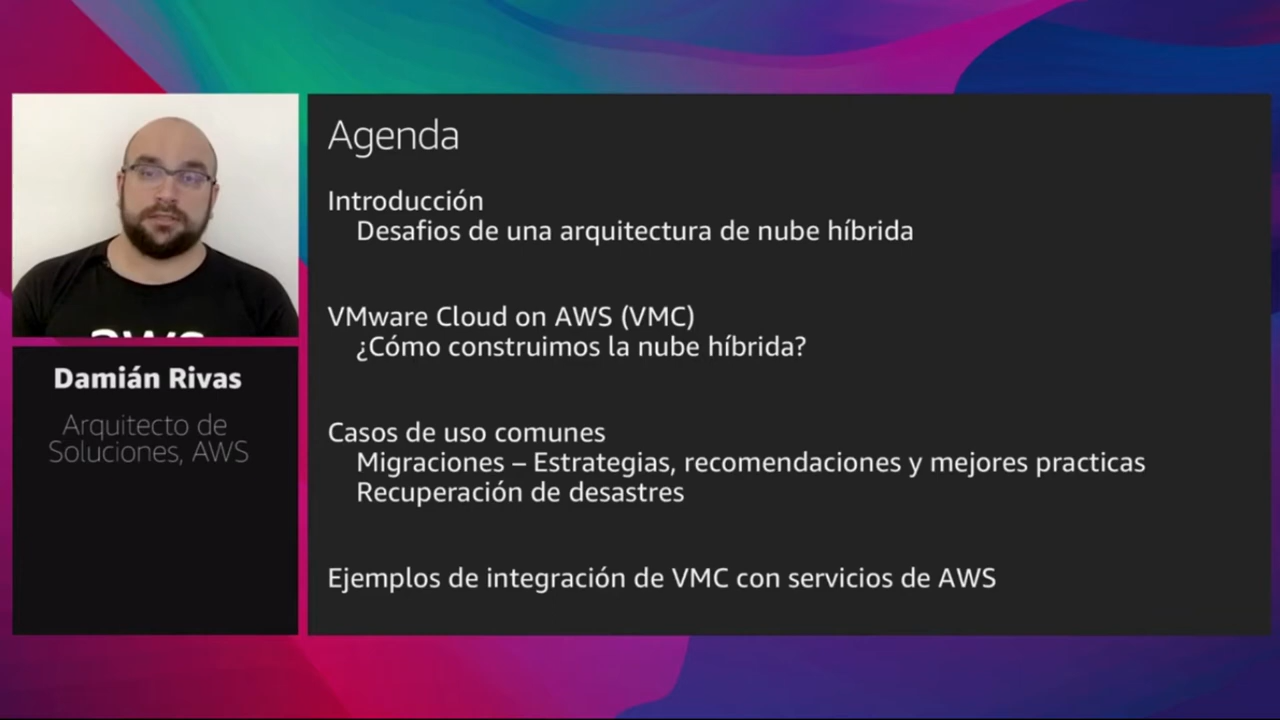 Agenda
Introducción
Desafios de una arquitectura de nube híbrida
VMware Cloud on AWS (VMC)
¿Cómo construimos la nube híbrida?
Casos de uso comunes
Migraciones – Estrategias, recomendaciones y mejores practicas
Recuperación de desastres
Ejemplos de integración de VMC con servicios de AWS
aws
Damián Rivas
Arquitecto de
Soluciones, AWS